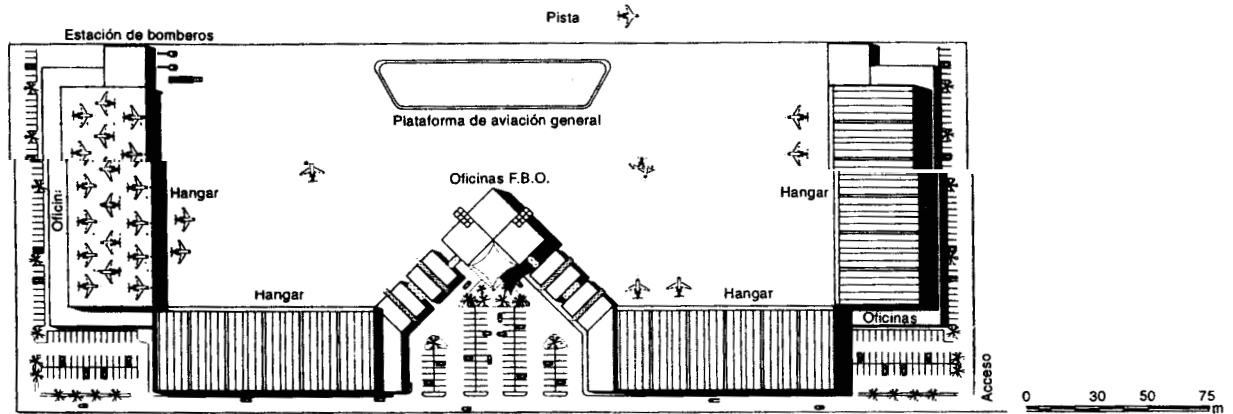 Pista
Estación de bomberos
Plataforma de aviación general
Oficinas F.B.O.
Hangar
Hangar
Oficin
Hangar
Hangar
Oficinas
Acceso
0 30 50 75
m